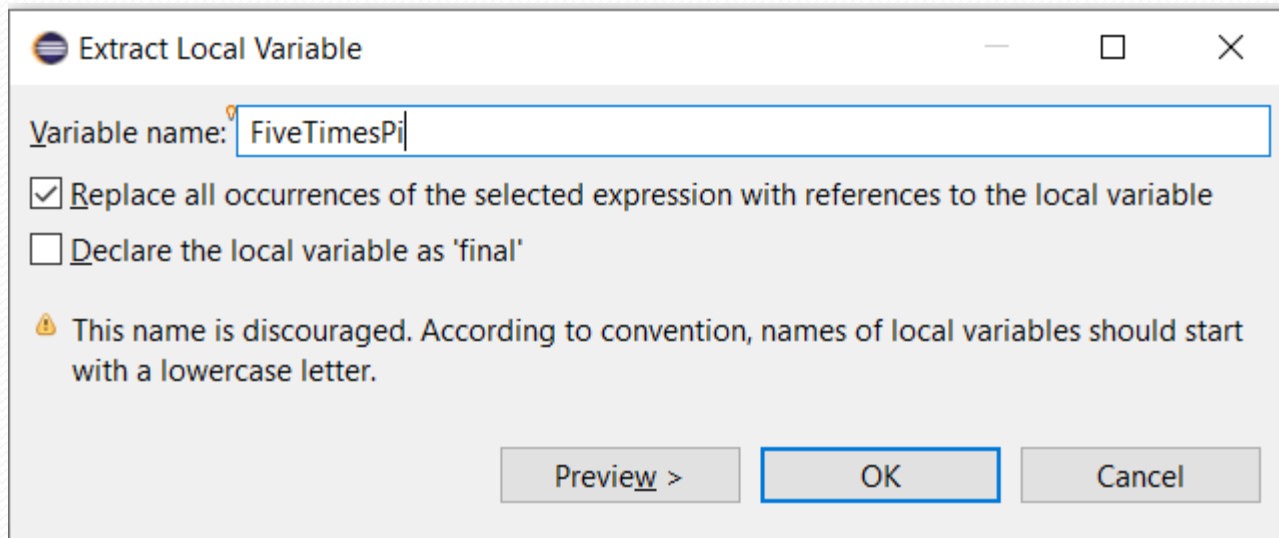 Extract Local Variable
Variable name: FiveTimesPi
Replace all occurrences of the selected expression with references to the local variable
Declare the local variable as 'final'
This name is discouraged. According to convention, names of local variables should start
with a lowercase letter.
Preview > OK Cancel